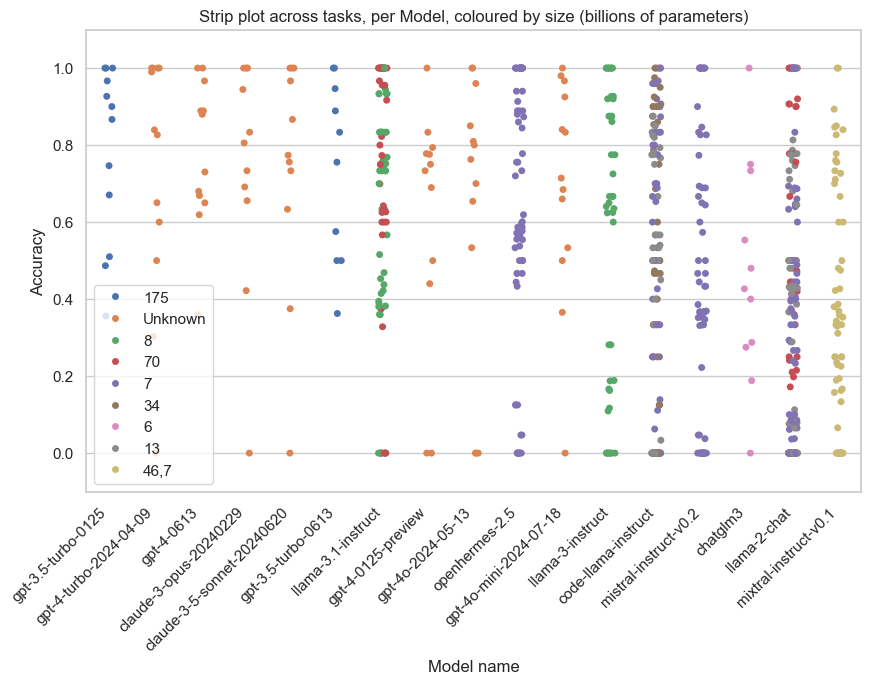 Strip plot across tasks, per Model, coloured by size (billions of parameters)
1.0
0.8
0.6
0.4
0.2
0.0
Accuracy
175
Unknown
8
70
7
34
6
13
46,7
gpt-3.5-turbo-0125
gpt-4-turbo-2024-04-09
gpt-4-0613
claude-3-opus-20240229
claude-3-5-sonnet-20240620
gpt-3.5-turbo-0613
llama-3.1-instruct
gpt-4-0125-preview
gpt-4o-2024-05-13
openhermes-2.5
gpt-4o-mini-2024-07-18
llama-3-instruct
code-llama-instruct
mistral-instruct-v0.2
chatglm3
llama-2-chat
mixtral-instruct-v0.1
Model name